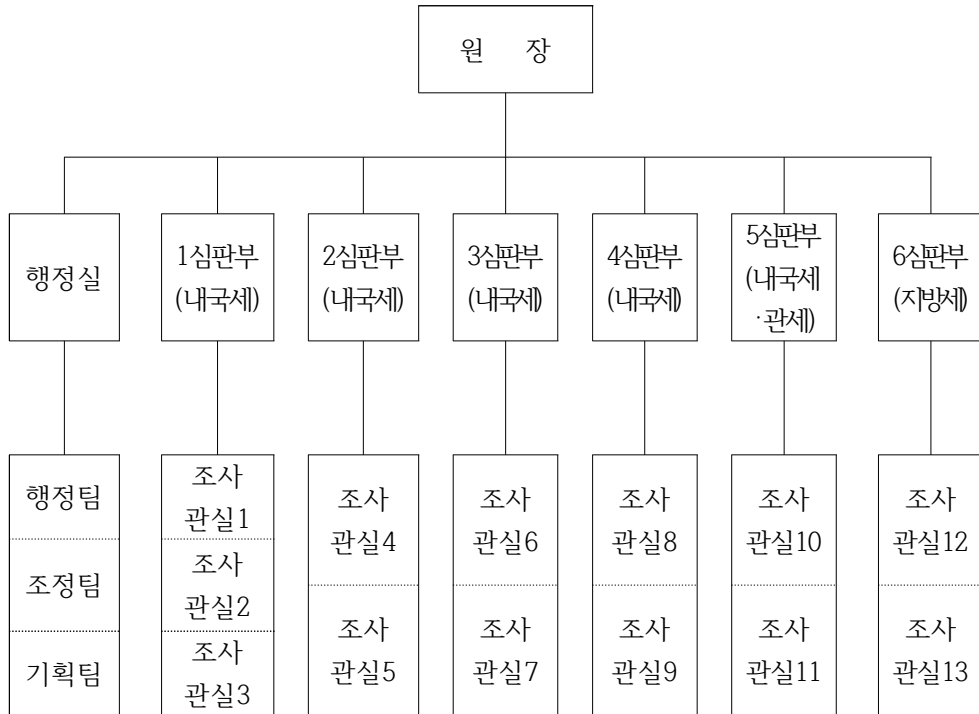 원 장
행정실
1심판부
(내국세)
2심판부
(내국세)
3심판부
(내국세)
4심판부
(내국세)
5심판부
(내국세
·관세)
6심판부
(지방세)
행정팀
조정팀
기획팀
조사
관실1
조사
관실2
조사
관실3
조사
관실4
조사
관실5
조사
관실6
조사
관실7
조사
관실8
조사
관실9
조사
관실10
조사
관실11
조사
관실12
조사
관실13